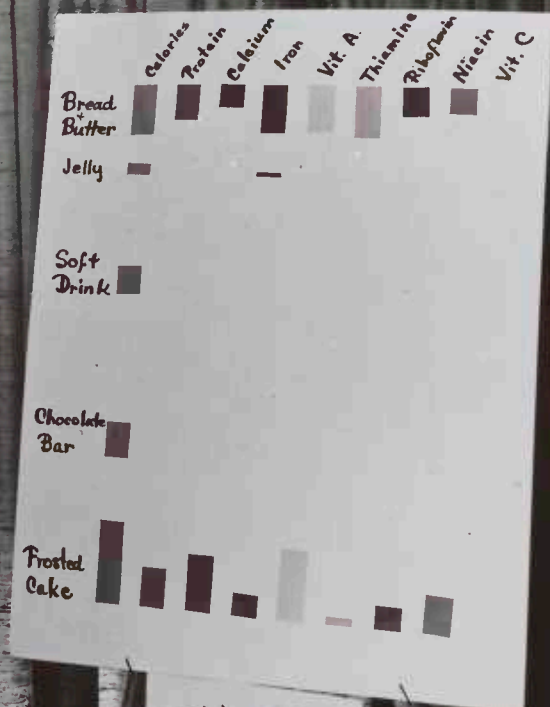 Calories Protein Calcium Iron Vit. A. Thiamine Riboflavin Niacin Vit. C
Bread
+
Butter
Jelly
Soft
Drink
Chocolate
Bar
Frosted
Cake